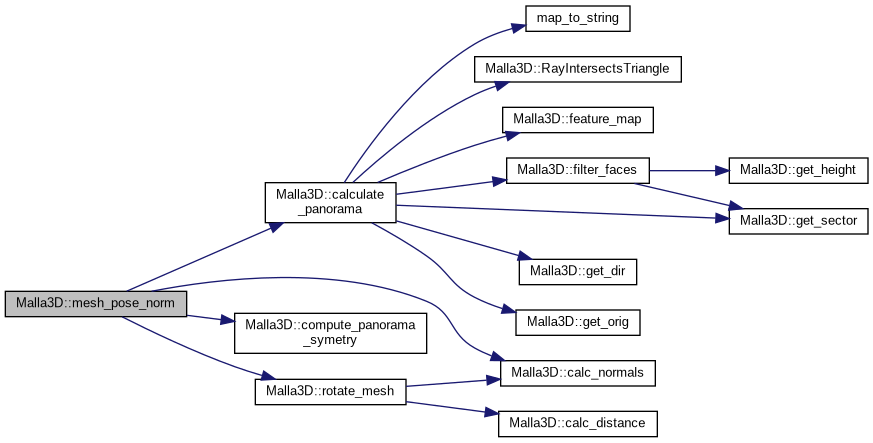 map_to_string
Malla3D::RayIntersectsTriangle
Malla3D::feature_map
Malla3D::filter_faces
Malla3D::get_height
Malla3D::calculate
_panorama
Malla3D::get_sector
Malla3D::get_dir
Malla3D::mesh_pose_norm
Malla3D::compute_panorama
_symetry
Malla3D::get_orig
Malla3D::calc_normals
Malla3D::rotate_mesh
Malla3D::calc_distance